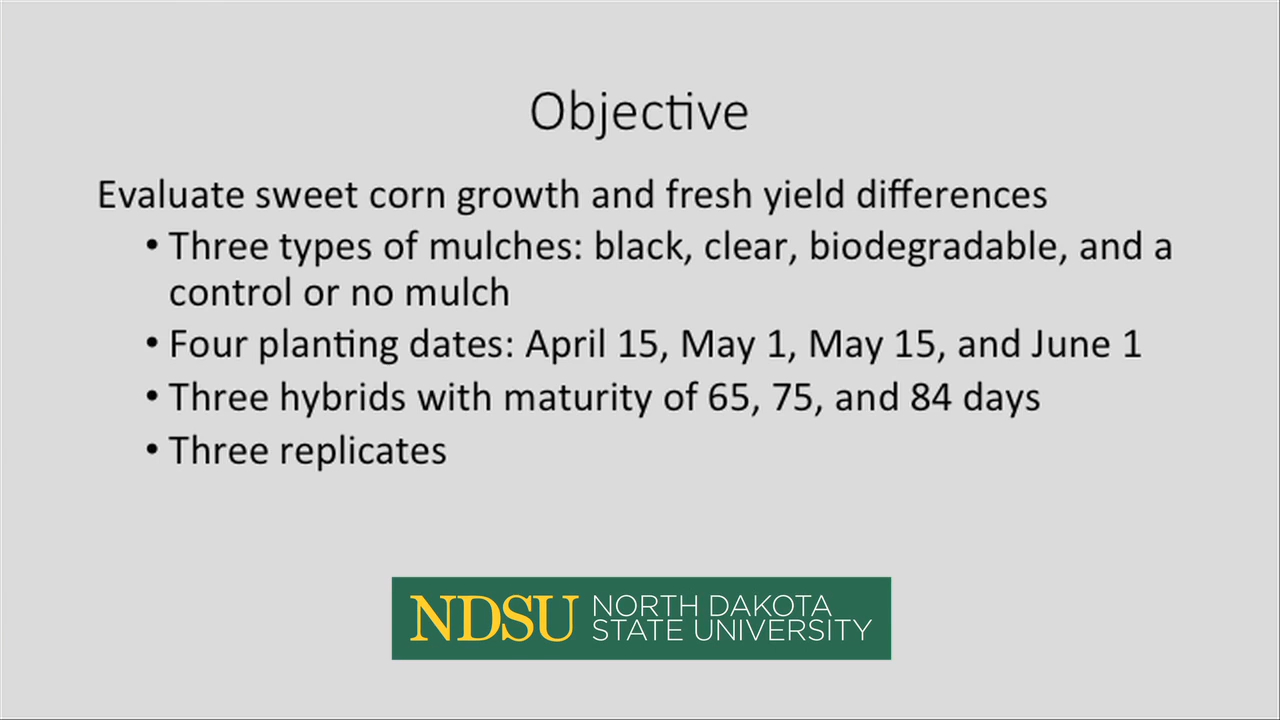 Objective
Evaluate sweet corn growth and fresh yield differences
• Three types of mulches: black, clear, biodegradable, and a
control or no mulch
• Four planting dates: April 15, May 1, May 15, and June 1
• Three hybrids with maturity of 65, 75, and 84 days
• Three replicates
NDSU NORTH DAKOTA
STATE UNIVERSITY